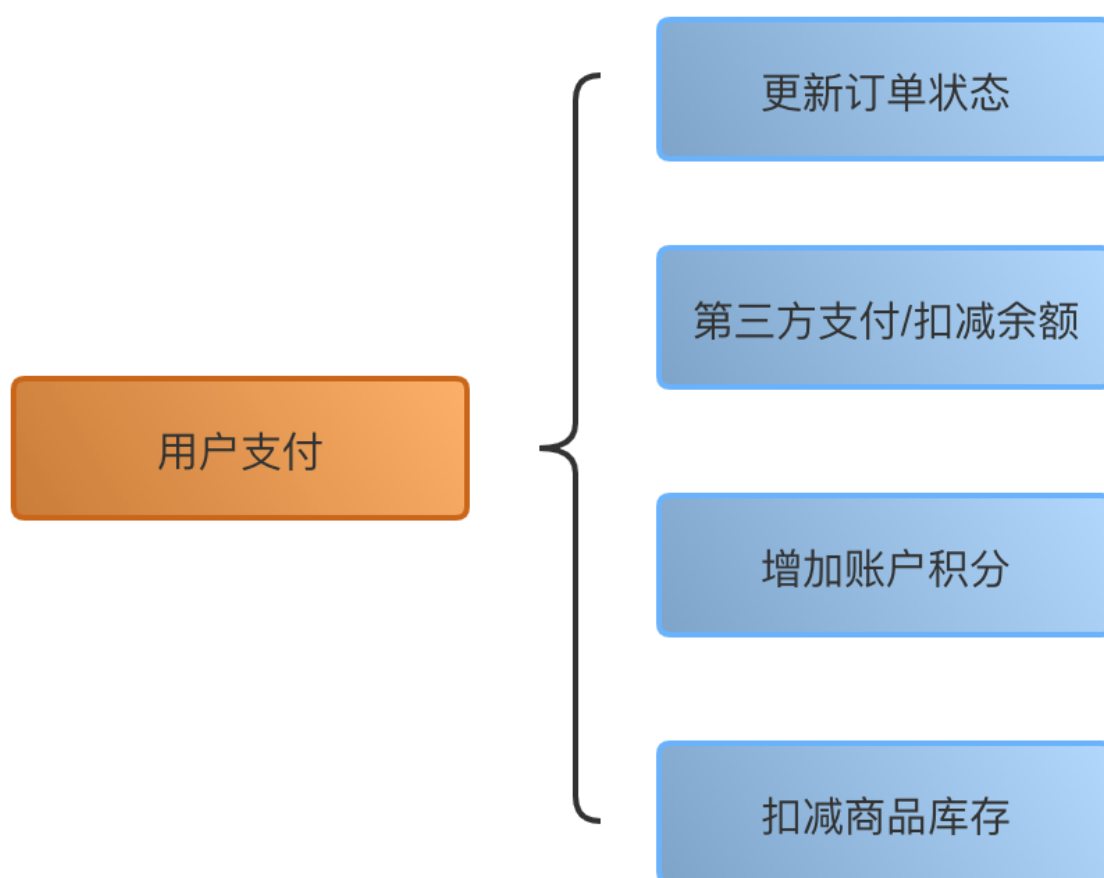 更新订单状态
第三方支付/扣减余额
用户支付
增加账户积分
扣减商品库存